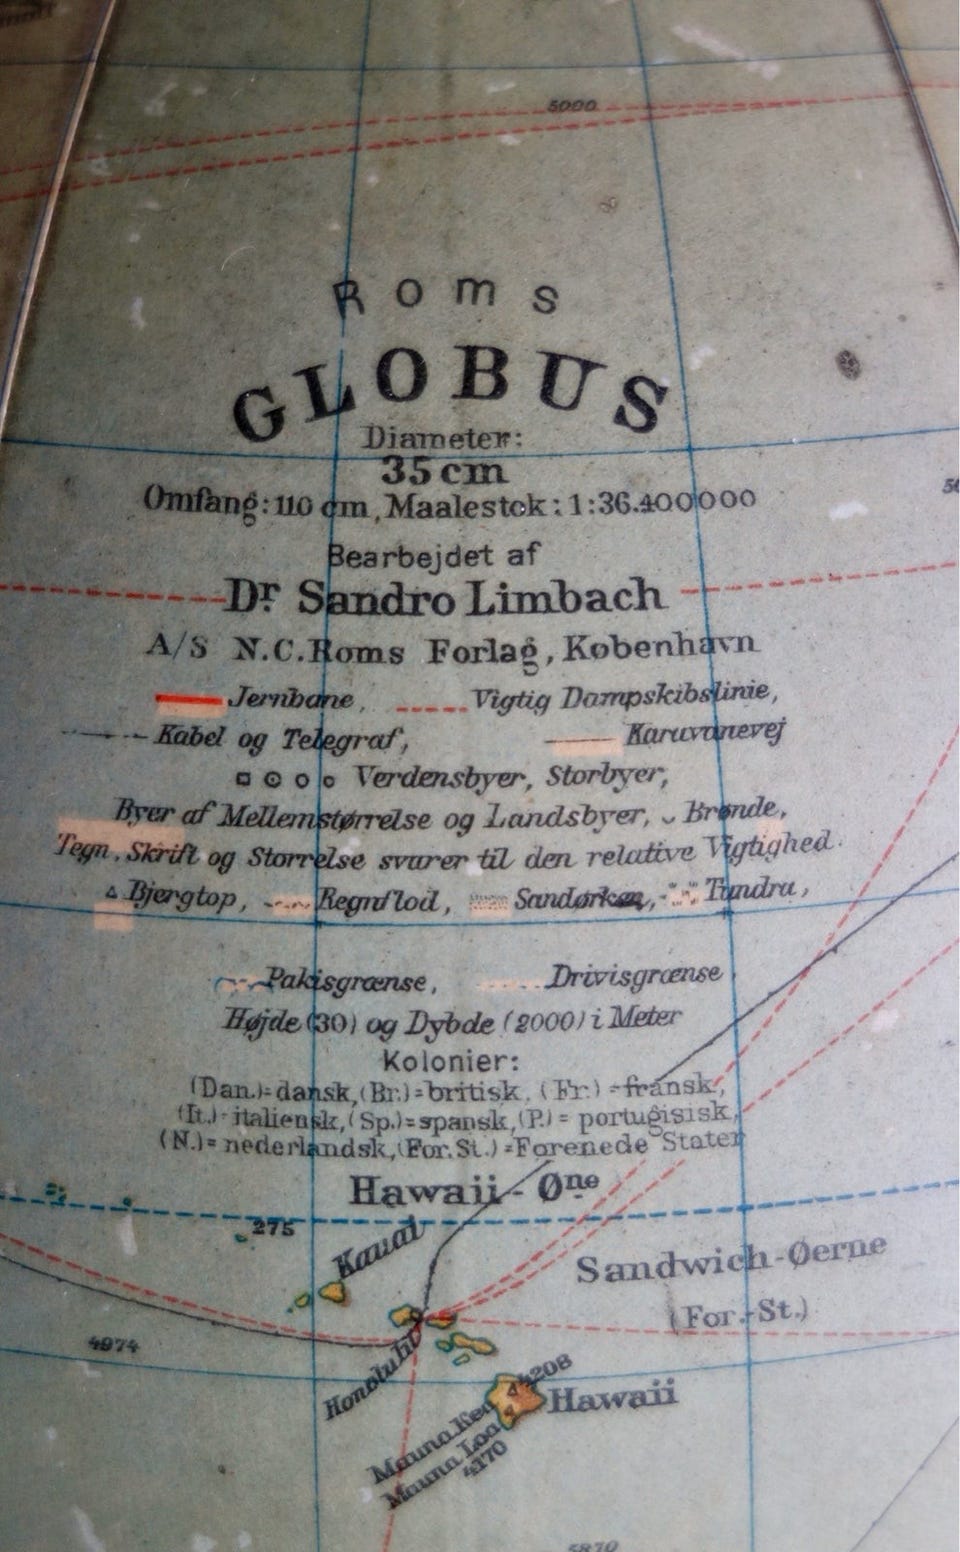 5000
Roms
GLOBUS
Diameter:
35 cm
Omfang: 110 cm, Maalestok: 1:36.400000
Bearbejdet af
Dr Sandro Limbach
A/S N.C.Roms Forlag, København
Jernbane, Vigtig Dampskibslinie,
Kabel og Telegraf, Karavanevej
Verdensbyer, Storbyer,
Byer af Mellemstørrelse og Landsbyer, Brønde,
Tegn, Skrift og Storrelse svarer til den relative Vigtighed.
Bjergtop, Regnflod, Sandørken, Tundra,
Pakisgrænse, Drivisgrænse
Højde (30) og Dybde (2000) i Meter
Kolonier:
(Dan.)=dansk, (Br.)=britisk, (Fr.)=fransk,
(It.)=italiensk, (Sp.)=spansk, (P.)=portugisisk,
(N.)=nederlandsk, (For.St.)=Forenede Stater
Hawaii-Øne
275
Kauai
Sandwich-Øerne
(For.-St.)
4974
Honolulu
4208
Hawaii
Mauna Kea
Mauna Loa
4170
5870